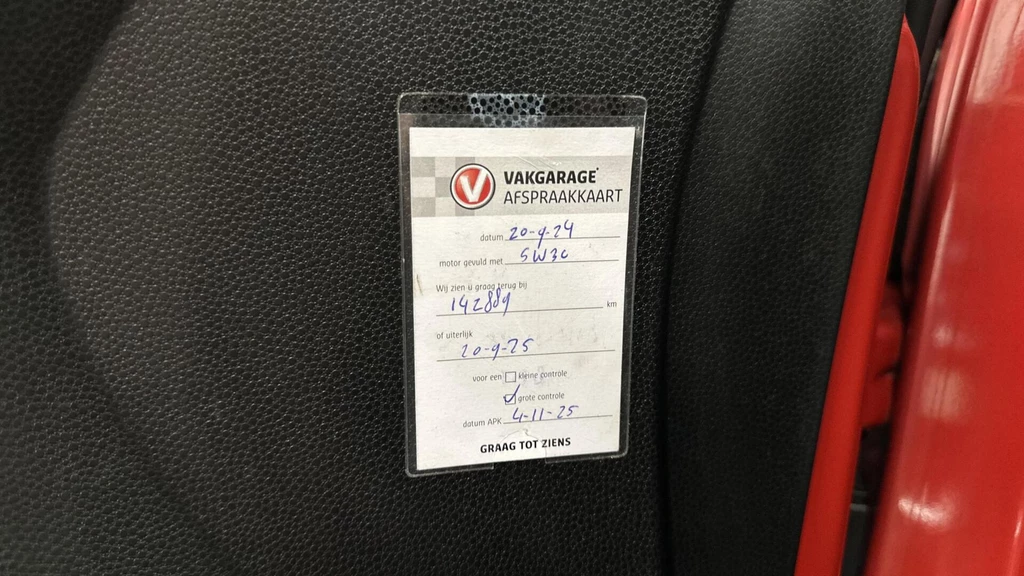 V VAKGARAGE
AFSPRAAKKAART
datum 20-9-24
motor gevuld met 5W30
Wij zien u graag terug bij
142889 km
of uiterlijk
20-9-25
voor een kleine controle
grote controle
datum APK 4-11-25
GRAAG TOT ZIENS